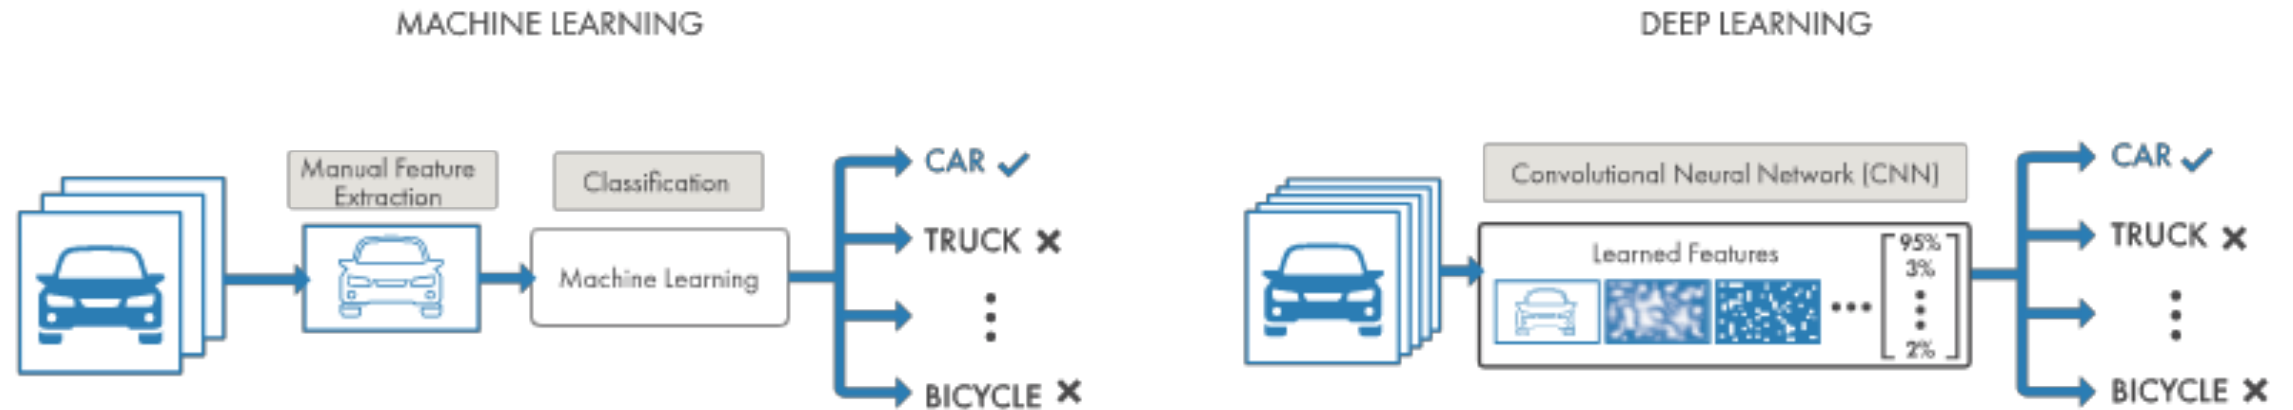 MACHINE LEARNING
Manual Feature
Extraction
Classification
Machine Learning
CAR
TRUCK
BICYCLE
DEEP LEARNING
Convolutional Neural Network (CNN)
Learned Features
95%
3%
2%
CAR
TRUCK
BICYCLE